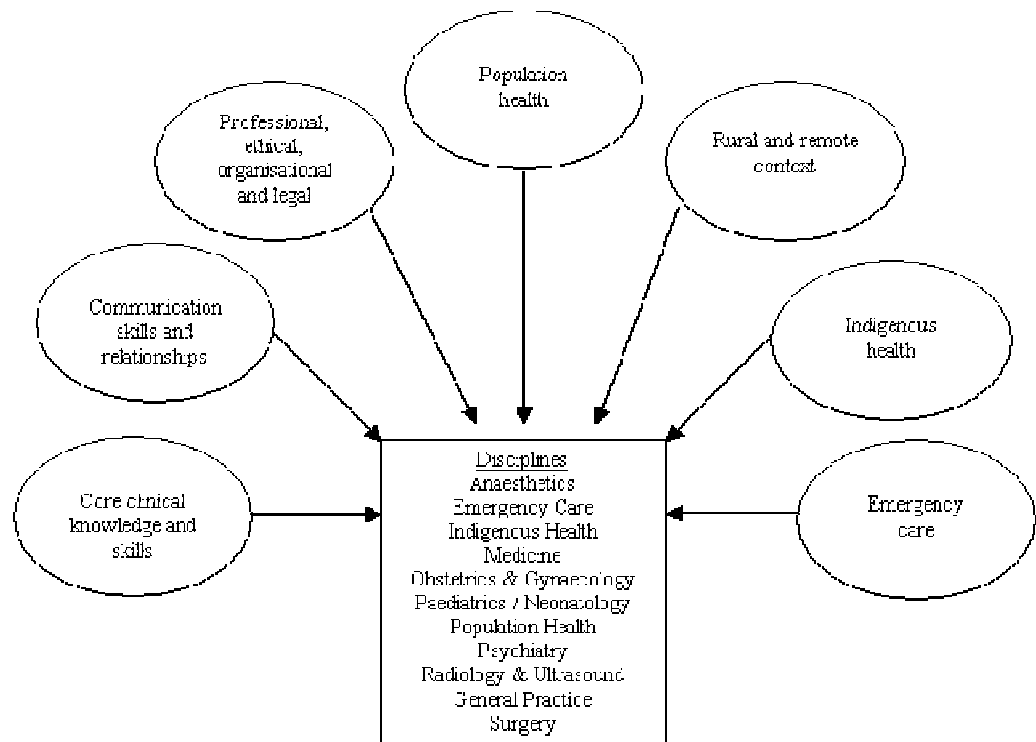 Population
health
Professional,
ethical,
organisational
and legal
Rural and remote
context
Communication
skills and
relationships
Indigenous
health
Core clinical
knowledge and
skills
Emergency
care
Disciplines
Anaesthetics
Emergency Care
Indigenous Health
Medicine
Obstetrics & Gynaecology
Paediatrics / Neonatology
Population Health
Psychiatry
Radiology & Ultrasound
General Practice
Surgery